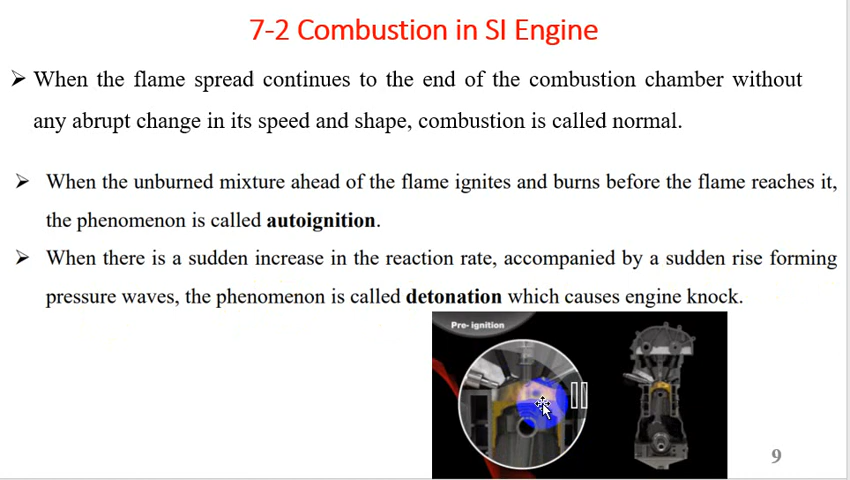 7-2 Combustion in SI Engine
➢ When the flame spread continues to the end of the combustion chamber without
any abrupt change in its speed and shape, combustion is called normal.
➢ When the unburned mixture ahead of the flame ignites and burns before the flame reaches it,
the phenomenon is called autoignition.
➢ When there is a sudden increase in the reaction rate, accompanied by a sudden rise forming
pressure waves, the phenomenon is called detonation which causes engine knock.
Pre- ignition
9